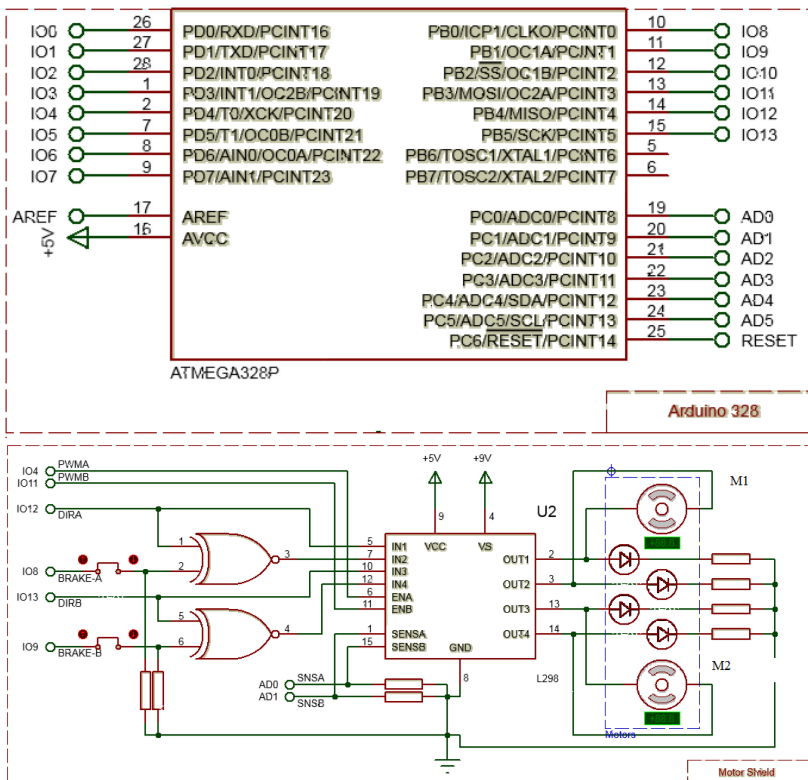 26 PD0/RXD/PCINT16 PB0/ICP1/CLKO/PCINT0 10
IO0 IO8
27 PD1/TXD/PCINT17 PB1/OC1A/PCINT1 11
IO1 IO9
28 PD2/INT0/PCINT18 PB2/SS/OC1B/PCINT2 12
IO2 IO10
1 PD3/INT1/OC2B/PCINT19 PB3/MOSI/OC2A/PCINT3 13
IO3 IO11
2 PD4/T0/XCK/PCINT20 PB4/MISO/PCINT4 14
IO4 IO12
7 PD5/T1/OC0B/PCINT21 PB5/SCK/PCINT5 15
IO5 IO13
8 PD6/AIN0/OC0A/PCINT22 PB6/TOSC1/XTAL1/PCINT6 5
IO6
9 PD7/AIN1/PCINT23 PB7/TOSC2/XTAL2/PCINT7 6
IO7
AREF 17 AREF PC0/ADC0/PCINT8 19 AD0
+5V 16 AVCC PC1/ADC1/PCINT9 20 AD1
PC2/ADC2/PCINT10 21 AD2
PC3/ADC3/PCINT11 22 AD3
PC4/ADC4/SDA/PCINT12 23 AD4
PC5/ADC5/SCL/PCINT13 24 AD5
PC6/RESET/PCINT14 25 RESET
ATMEGA328P
Arduino 328
+5V +9V
IO4 PWMA
IO11 PWMB
IO12 DIRA
IO8 BRAKE-A
IO13 DIRB
IO9 BRAKE-B
1
2
3
5
6
4
U2
9 4
VCC VS
5 IN1
7 IN2
10 IN3
12 IN4
6 ENA
11 ENB
1 SENSA
15 SENSB
OUT1 2
OUT2 3
OUT3 13
OUT4 14
GND
8
L298
AD0 SNSA
AD1 SNSB
M1
M2
Motors
Motor Shield